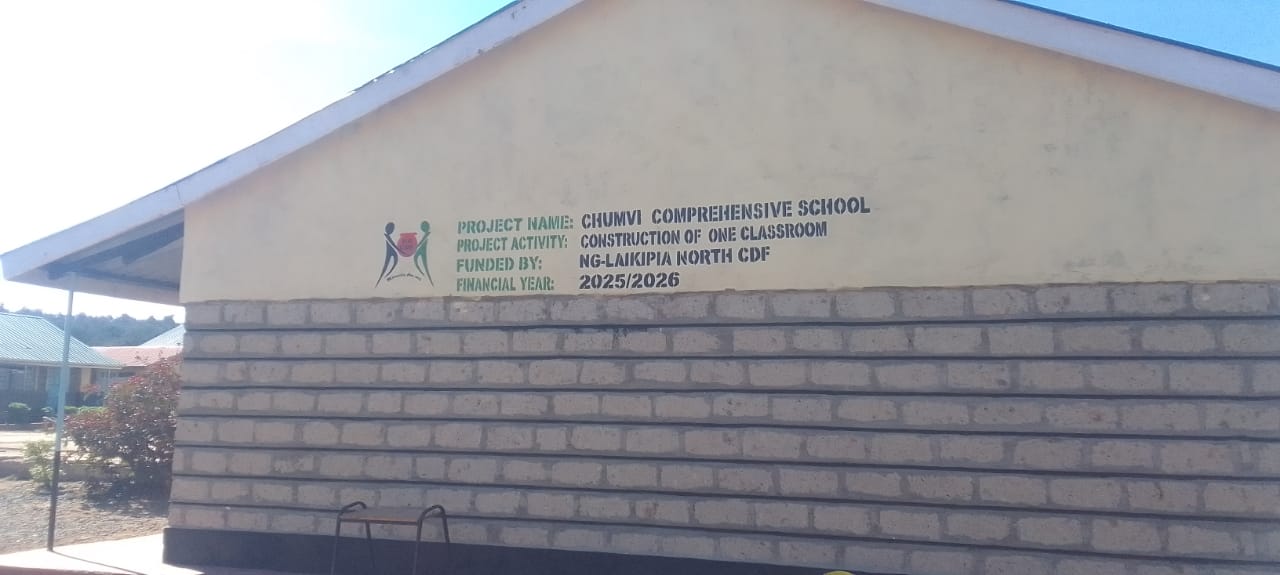 PROJECT NAME: CHUMVI COMPREHENSIVE SCHOOL
PROJECT ACTIVITY: CONSTRUCTION OF ONE CLASSROOM
FUNDED BY: NG-LAIKIPIA NORTH CDF
FINANCIAL YEAR: 2025/2026